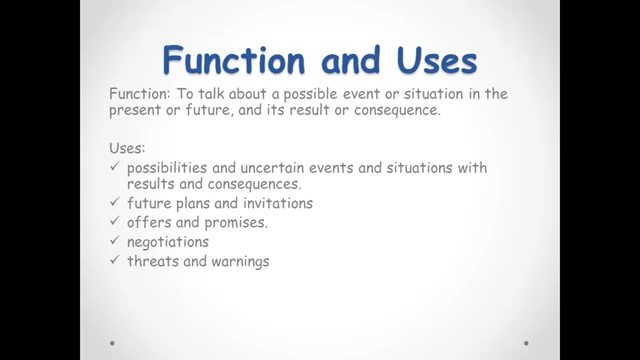 Function and Uses
Function: To talk about a possible event or situation in the
present or future, and its result or consequence.
Uses:
✓ possibilities and uncertain events and situations with
results and consequences.
✓ future plans and invitations
✓ offers and promises.
✓ negotiations
✓ threats and warnings